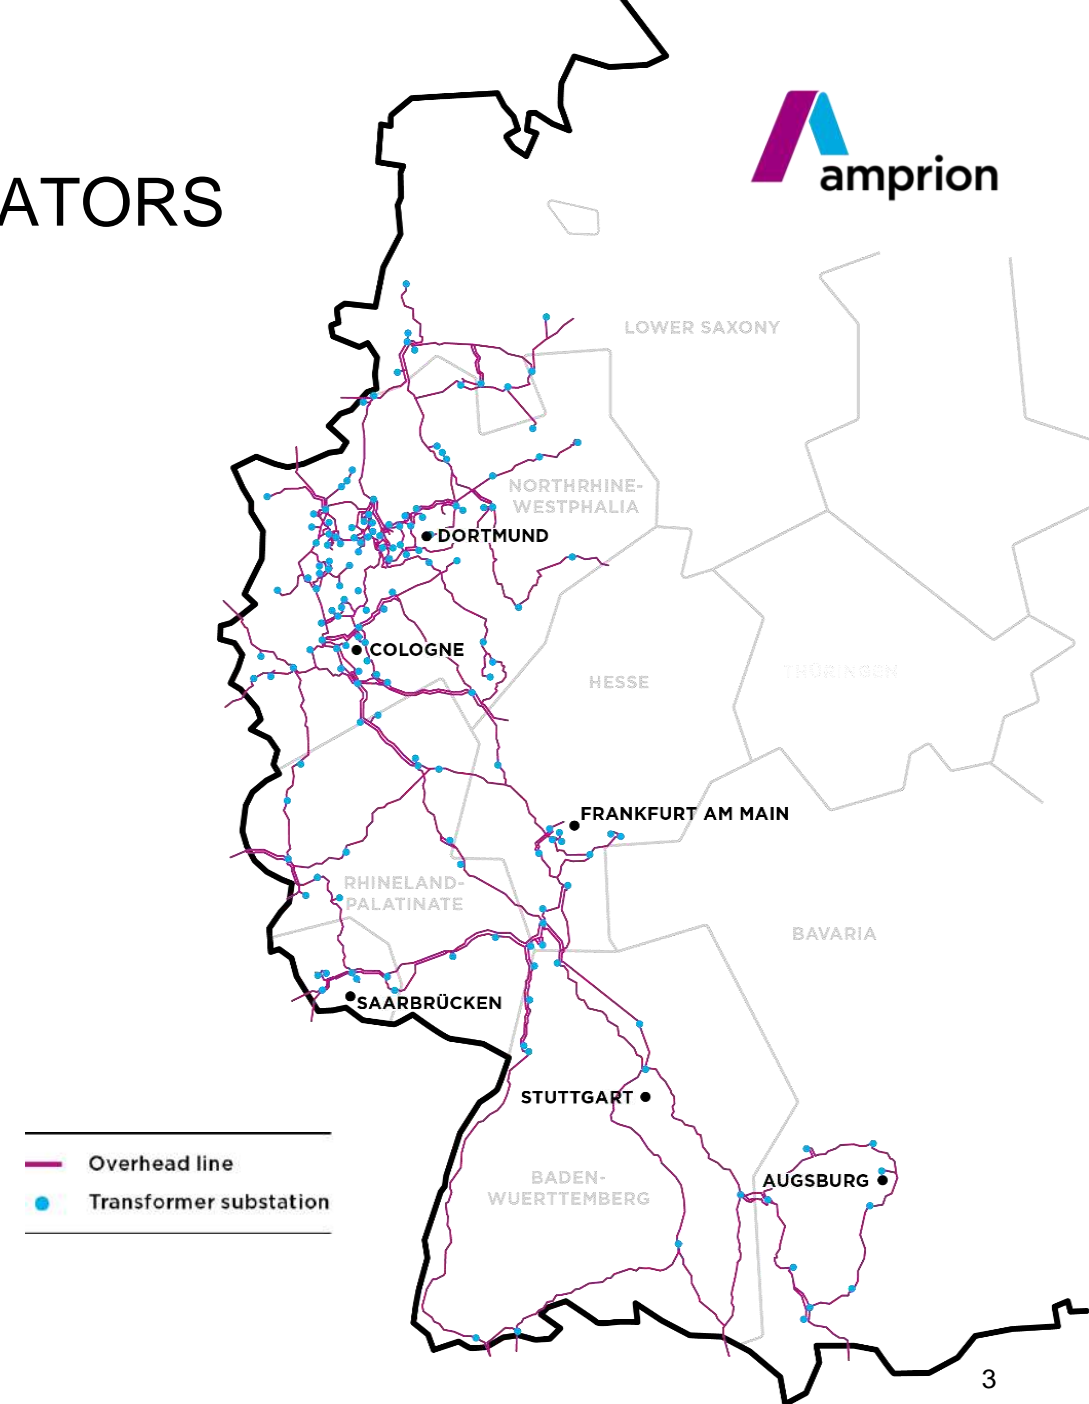 amprion
ATORS
LOWER SAXONY
NORTHRHINE-
WESTPHALIA
DORTMUND
COLOGNE
HESSE
THÜRINGEN
FRANKFURT AM MAIN
RHINELAND-
PALATINATE
BAVARIA
SAARBRÜCKEN
STUTTGART
Overhead line
Transformer substation
BADEN-
WUERTTEMBERG
AUGSBURG
3